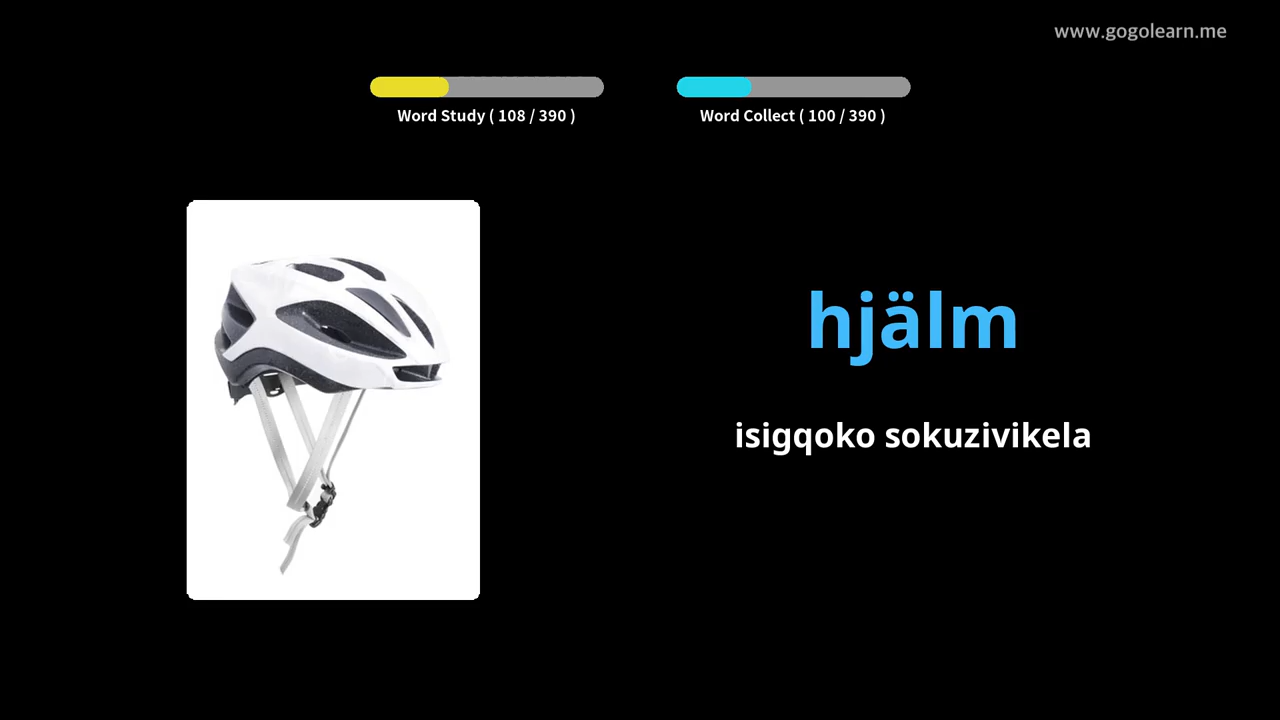 www.gogolearn.me
Word Study ( 108 / 390 )
Word Collect ( 100 / 390 )
hjälm
isigqoko sokuzivikela